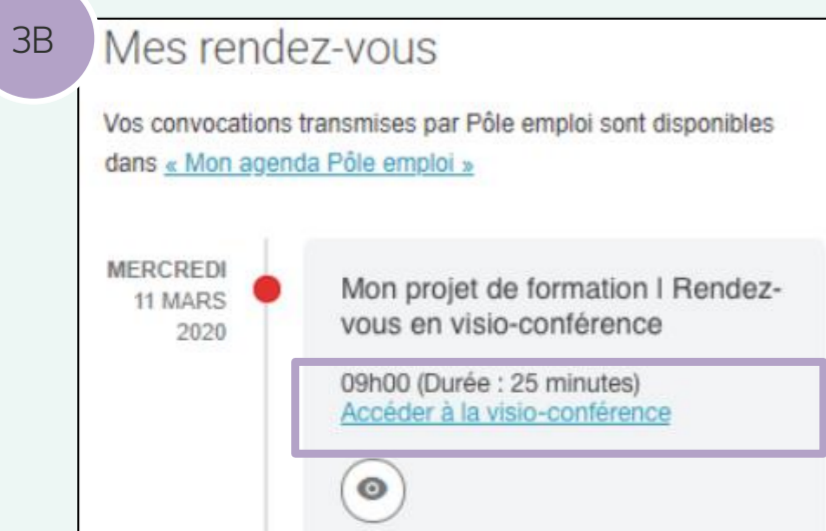 3B
Mes rendez-vous
Vos convocations transmises par Pôle emploi sont disponibles
dans « Mon agenda Pôle emploi »
MERCREDI
11 MARS
2020
Mon projet de formation I Rendez-
vous en visio-conférence
09h00 (Durée : 25 minutes)
Accéder à la visio-conférence